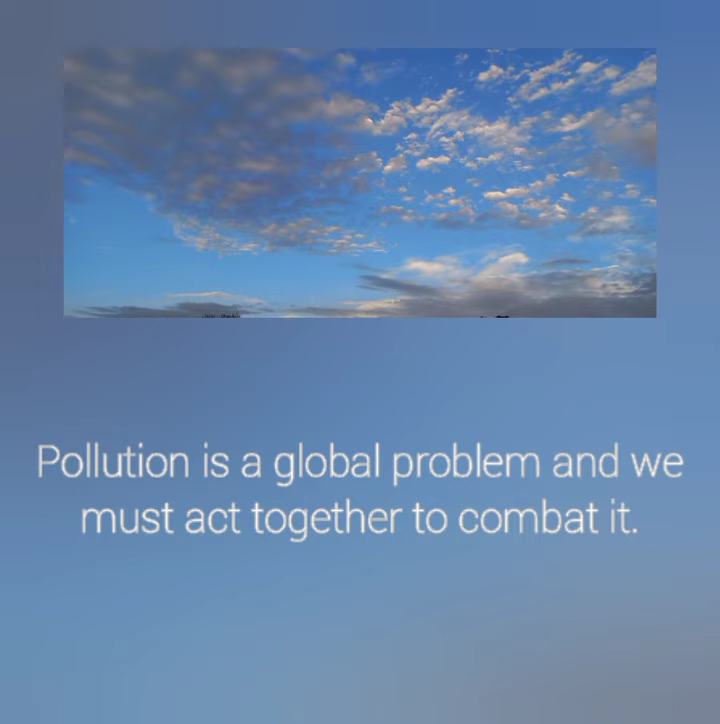 Pollution is a global problem and we
must act together to combat it.